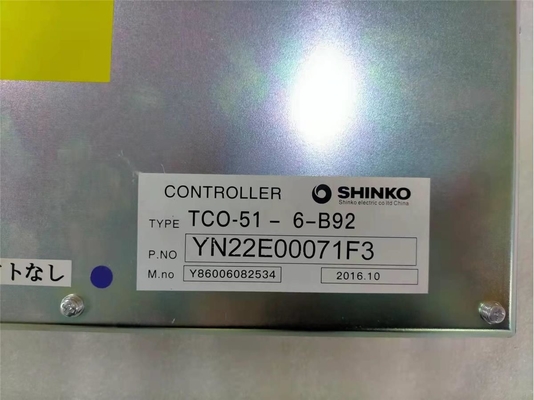 CONTROLLER SHINKO
Shinko electric co ltd China
TYPE TCO-51 - 6-B92
P.NO YN22E00071F3
M.no Y86006082534 2016.10
トなし